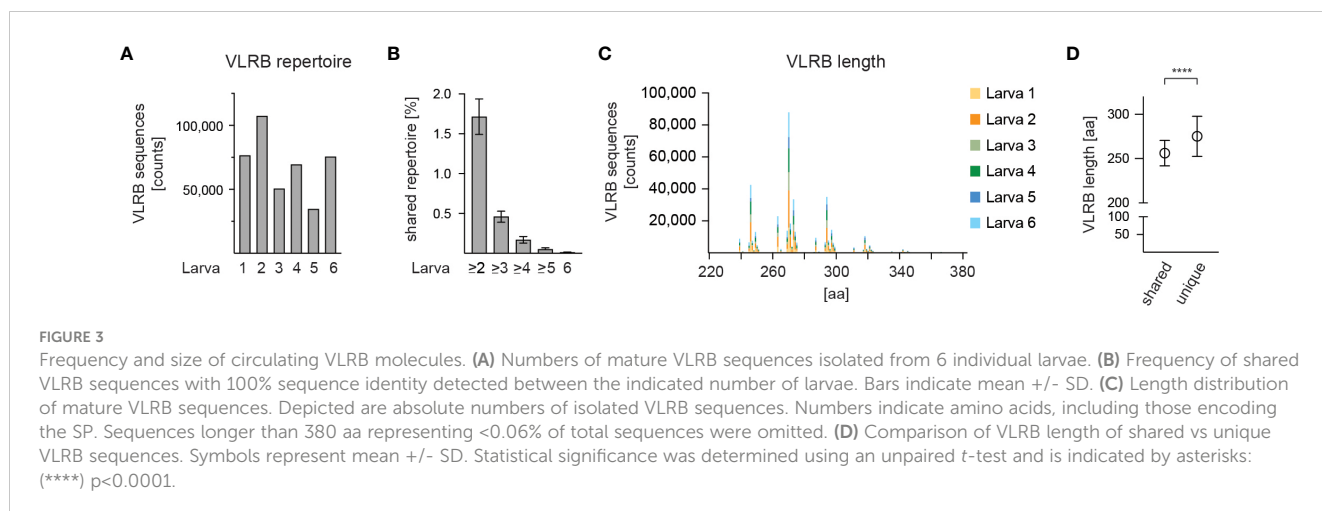 A
VLRB repertoire
VLRB sequences
[counts]
100,000
50,000
Larva 1 2 3 4 5 6
B
shared repertoire [%]
2.0
1.5
1.0
0.5
Larva ≥2 ≥3 ≥4 ≥5 6
C
VLRB length
VLRB sequences
[counts]
100,000
80,000
60,000
40,000
20,000
220 260 300 340 380
[aa]
Larva 1
Larva 2
Larva 3
Larva 4
Larva 5
Larva 6
D
****
VLRB length [aa]
300
250
200
100
50
shared
unique
FIGURE 3
Frequency and size of circulating VLRB molecules. (A) Numbers of mature VLRB sequences isolated from 6 individual larvae. (B) Frequency of shared
VLRB sequences with 100% sequence identity detected between the indicated number of larvae. Bars indicate mean +/- SD. (C) Length distribution
of mature VLRB sequences. Depicted are absolute numbers of isolated VLRB sequences. Numbers indicate amino acids, including those encoding
the SP. Sequences longer than 380 aa representing <0.06% of total sequences were omitted. (D) Comparison of VLRB length of shared vs unique
VLRB sequences. Symbols represent mean +/- SD. Statistical significance was determined using an unpaired t-test and is indicated by asterisks:
(****) p<0.0001.